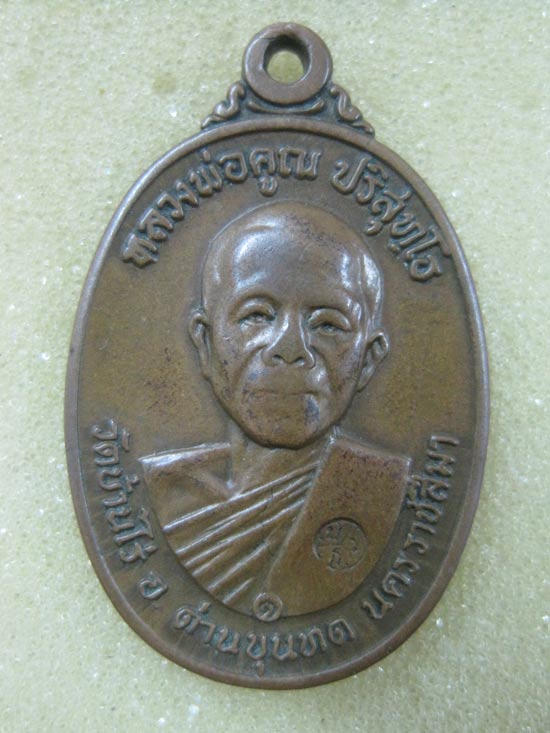 หลวงพ่อคูณ ปริสุทฺโธ
๑
วัดบ้านไร่ อ ด่านขุนทด นครราชสีมา